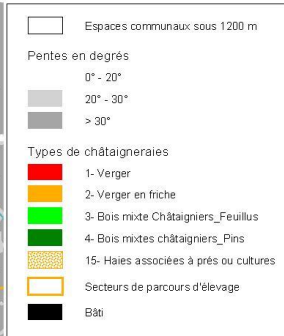 Espaces communaux sous 1200 m
Pentes en degrés
0° - 20°
20° - 30°
> 30°
Types de châtaigneraies
1- Verger
2- Verger en friche
3- Bois mixte Châtaigniers_Feuillus
4- Bois mixtes châtaigniers_Pins
15- Haies associées à prés ou cultures
Secteurs de parcours d'élevage
Bâti